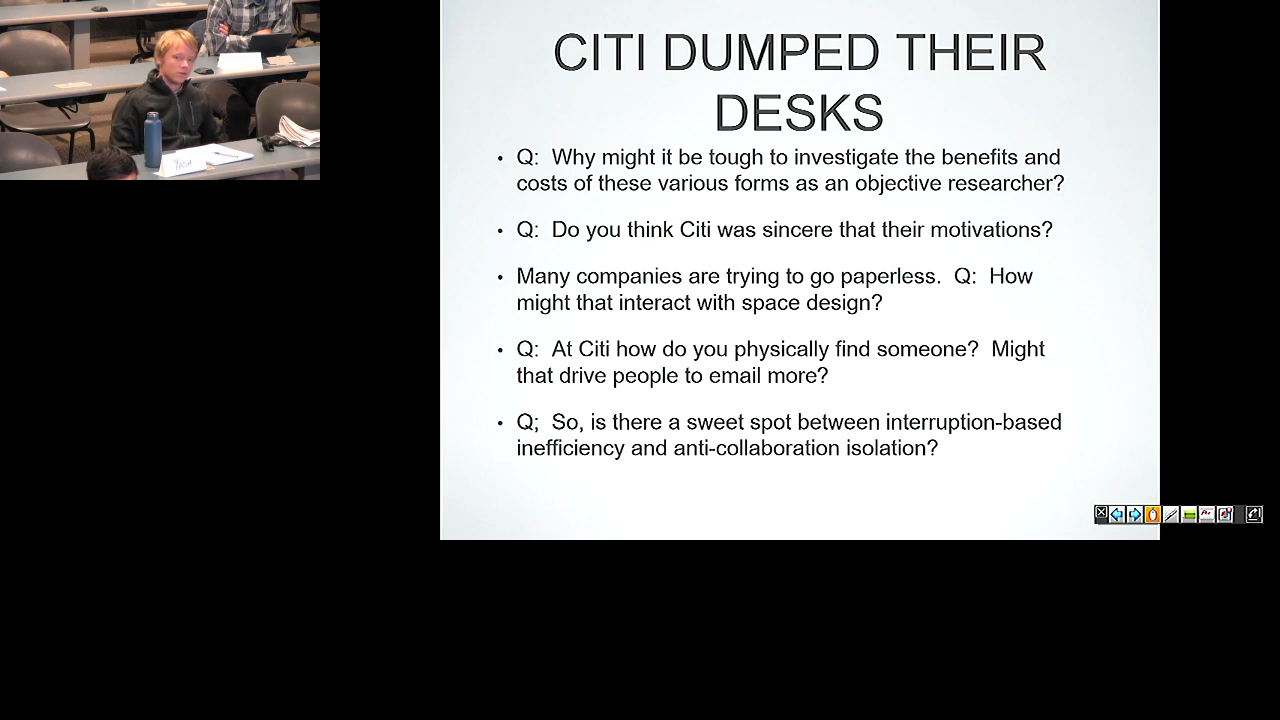 CITI DUMPED THEIR
DESKS
• Q: Why might it be tough to investigate the benefits and
costs of these various forms as an objective researcher?
• Q: Do you think Citi was sincere that their motivations?
• Many companies are trying to go paperless. Q: How
might that interact with space design?
• Q: At Citi how do you physically find someone? Might
that drive people to email more?
• Q; So, is there a sweet spot between interruption-based
inefficiency and anti-collaboration isolation?